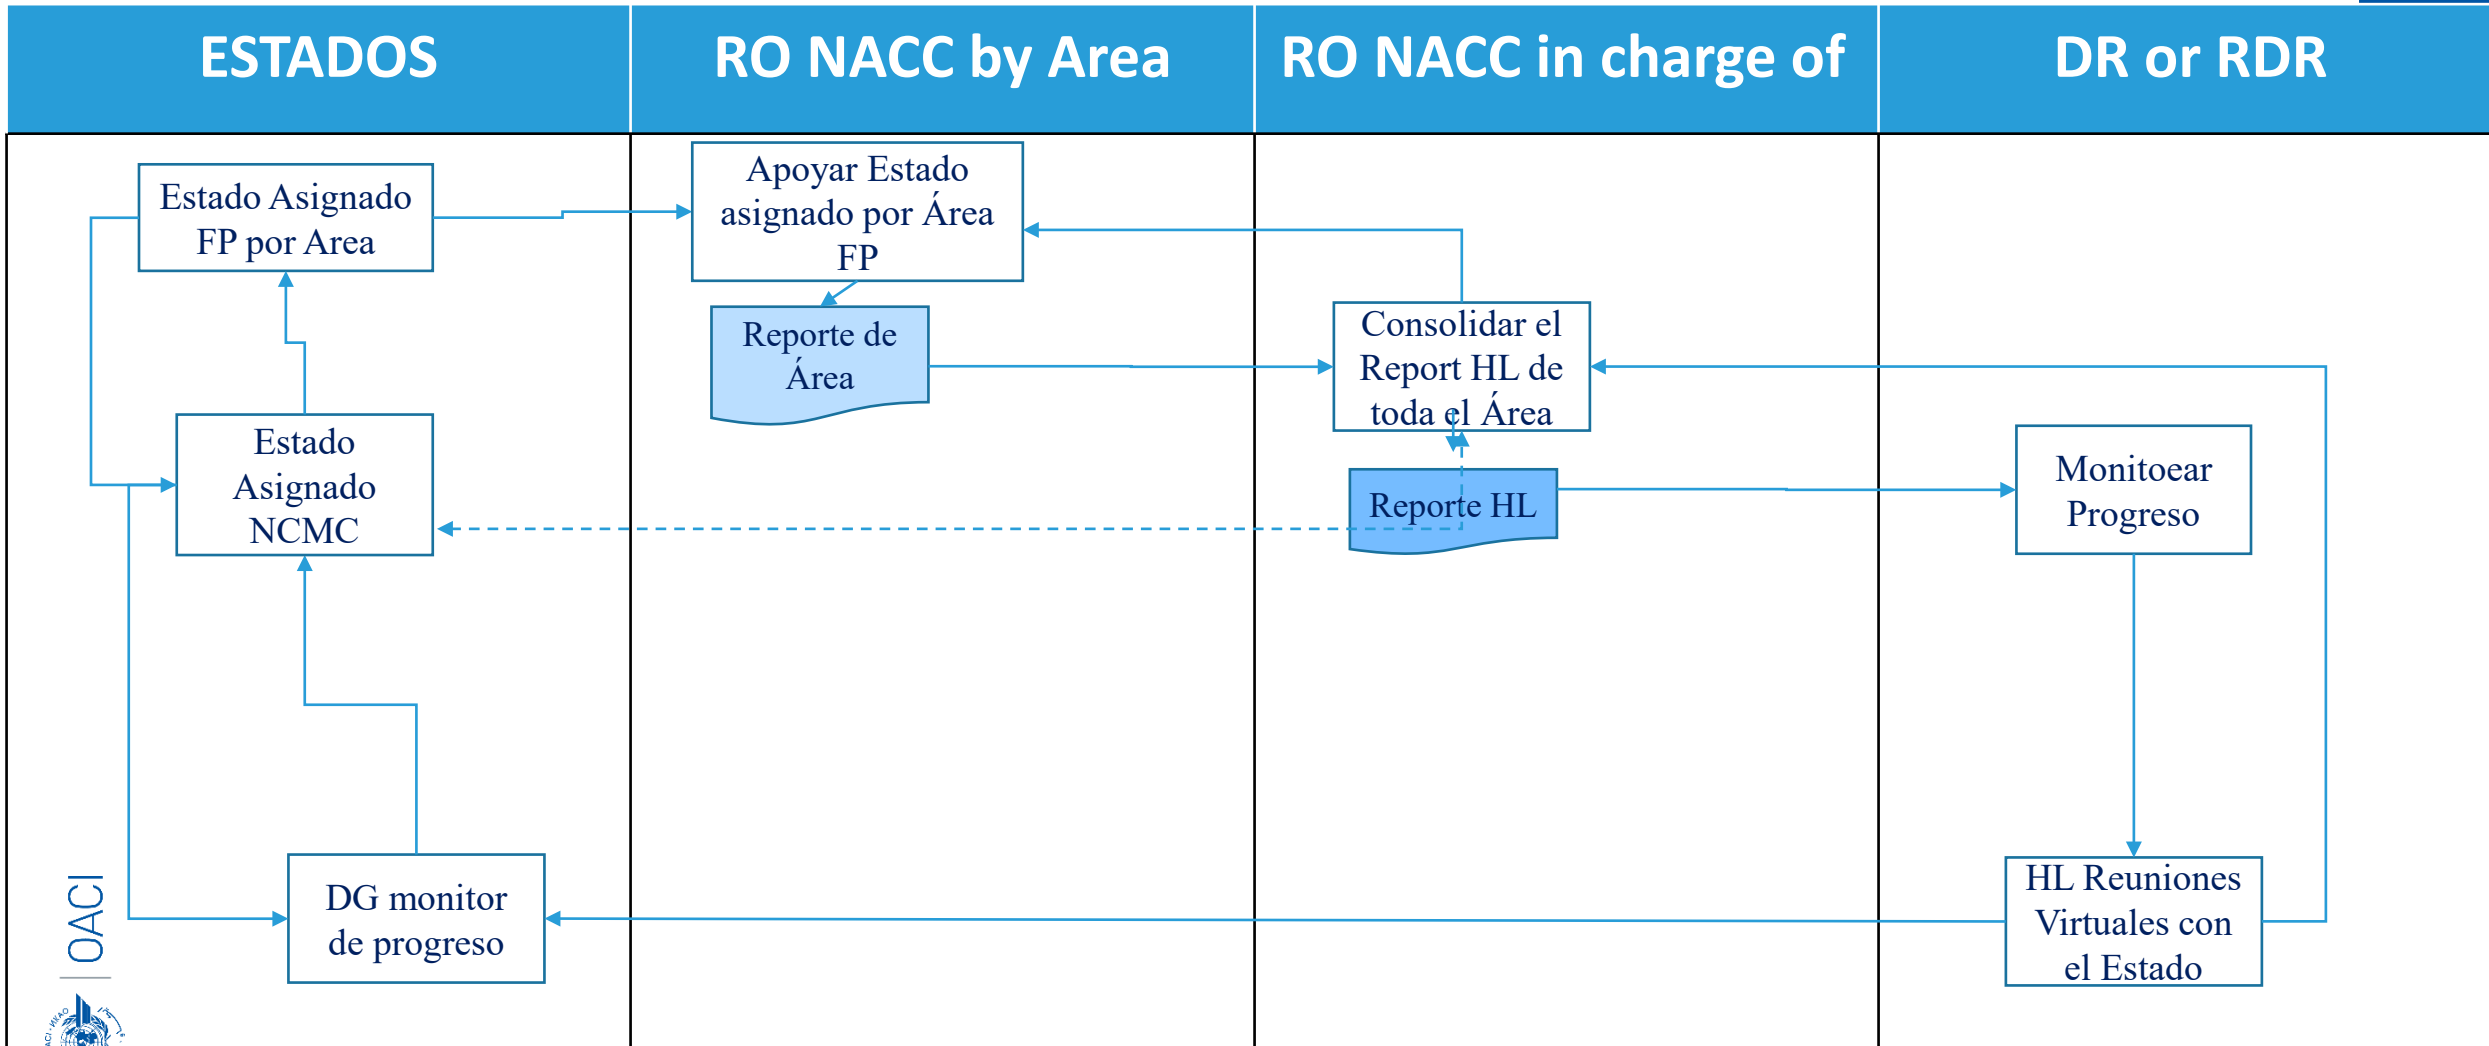 ESTADOS
RO NACC by Area
RO NACC in charge of
DR or RDR
Estado Asignado
FP por Area
Apoyar Estado
asignado por Área
FP
Reporte de
Área
Consolidar el
Report HL de
toda el Área
Estado
Asignado
NCMC
Reporte HL
Monitoear
Progreso
DG monitor
de progreso
HL Reuniones
Virtuales con
el Estado
OACI